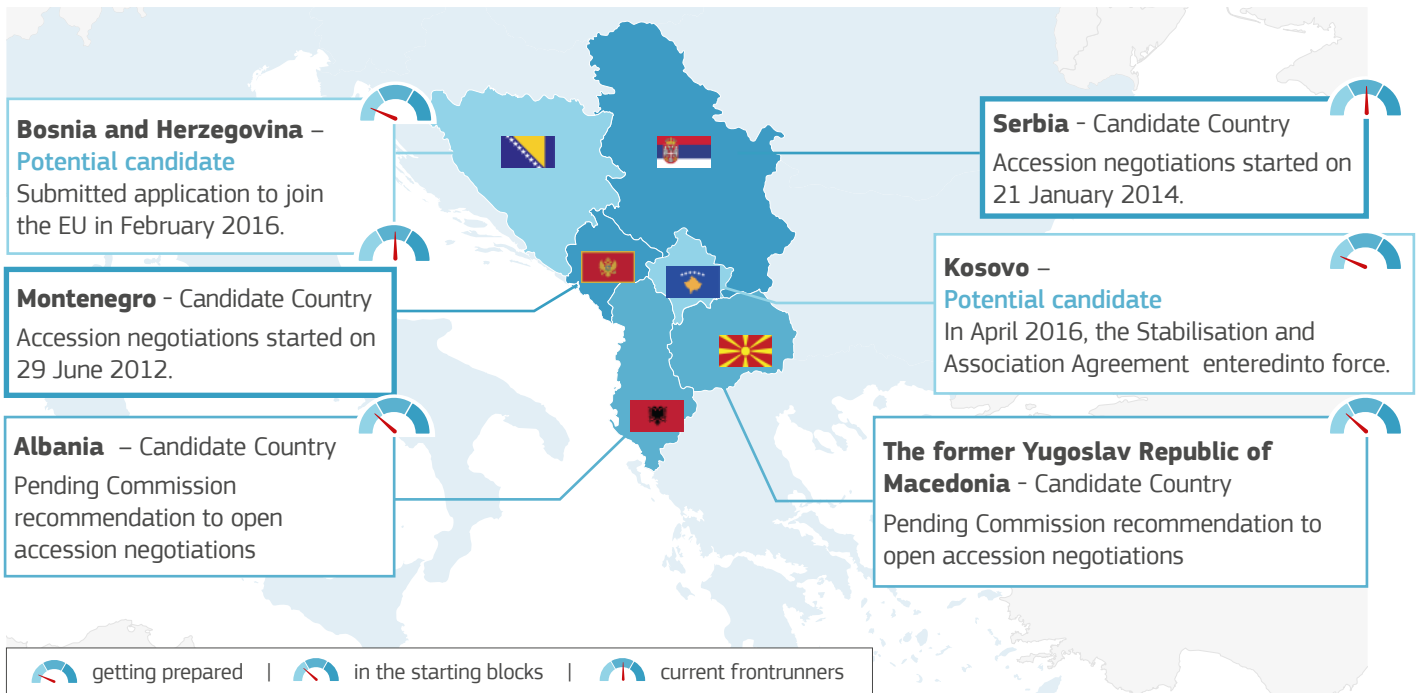 Bosnia and Herzegovina –
Potential candidate
Submitted application to join
the EU in February 2016.
Montenegro - Candidate Country
Accession negotiations started on
29 June 2012.
Albania – Candidate Country
Pending Commission
recommendation to open
accession negotiations
Serbia - Candidate Country
Accession negotiations started on
21 January 2014.
Kosovo –
Potential candidate
In April 2016, the Stabilisation and
Association Agreement enteredinto force.
The former Yugoslav Republic of
Macedonia - Candidate Country
Pending Commission recommendation to
open accession negotiations
getting prepared | in the starting blocks | current frontrunners